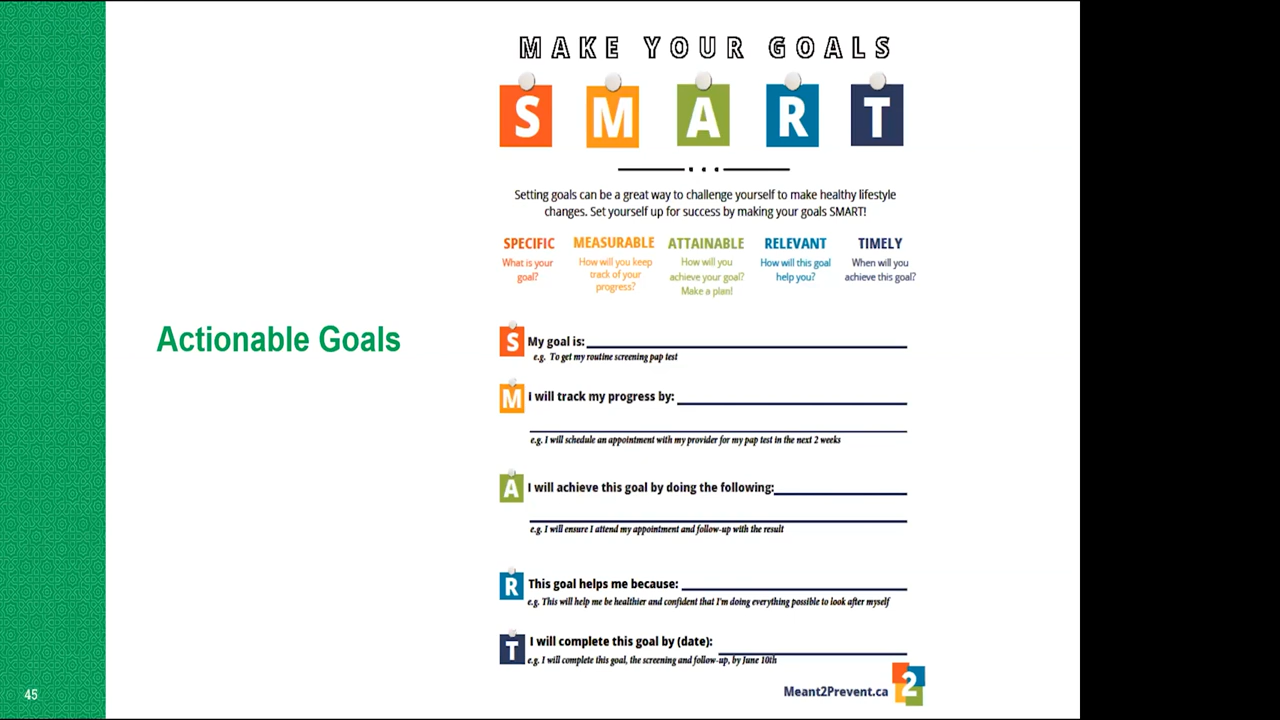 MAKE YOUR GOALS
S M A R T
Setting goals can be a great way to challenge yourself to make healthy lifestyle
changes. Set yourself up for success by making your goals SMART!
SPECIFIC
What is your
goal?
MEASURABLE
How will you keep
track of your
progress?
ATTAINABLE
How will you
achieve your goal?
Make a plan!
RELEVANT
How will this goal
help you?
TIMELY
When will you
achieve this goal?
Actionable Goals
S My goal is:
e.g. To get my routine screening pap test
M I will track my progress by:
e.g. I will schedule an appointment with my provider for my pap test in the next 2 weeks
A I will achieve this goal by doing the following:
e.g. I will ensure I attend my appointment and follow-up with the result
R This goal helps me because:
e.g. This will help me be healthier and confident that I'm doing everything possible to look after myself
T I will complete this goal by (date):
e.g. I will complete this goal, the screening and follow-up, by June 10th
Meant2Prevent.ca 2
45